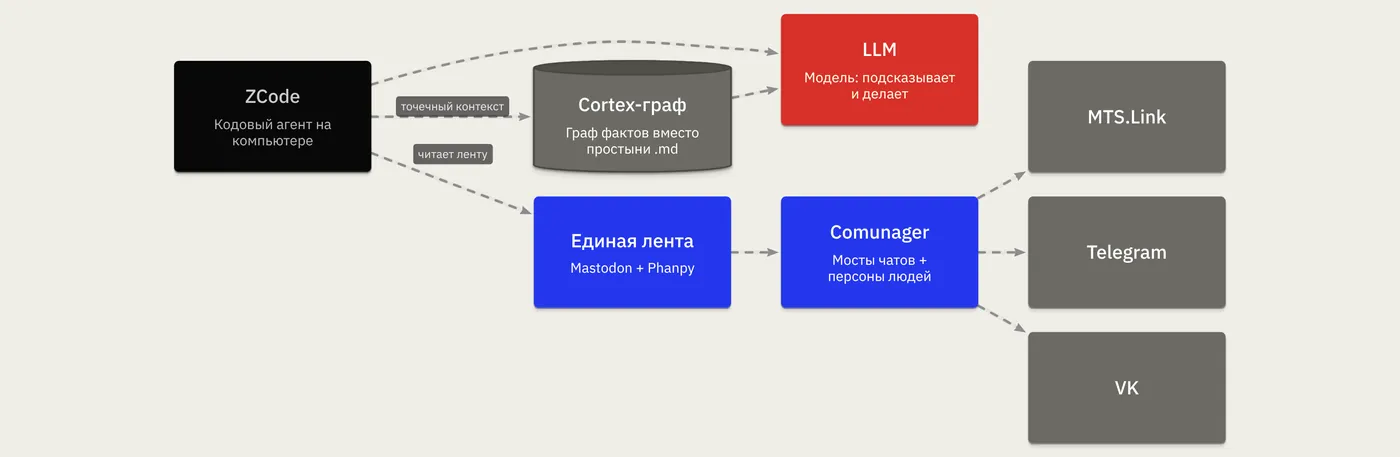 ZCode
Кодовый агент на
компьютере
точечный контекст
читает ленту
Cortex-граф
Граф фактов вместо
простыни .md
LLM
Модель: подсказывает
и делает
Единая лента
Mastodon + Phanpy
Comunager
Мосты чатов +
персоны людей
MTS.Link
Telegram
VK